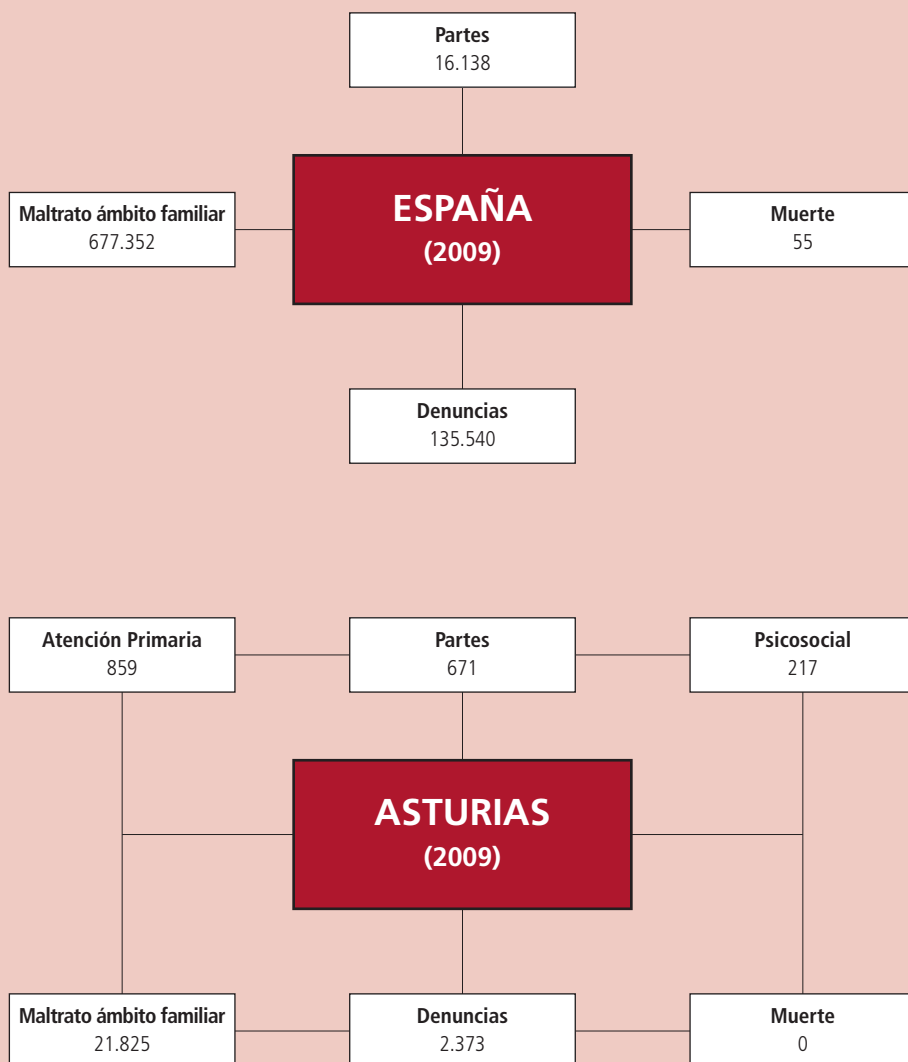 Partes
16.138
ESPAÑA
(2009)
Maltrato ámbito familiar
677.352
Muerte
55
Denuncias
135.540
Atención Primaria
859
Partes
671
Psicosocial
217
ASTURIAS
(2009)
Maltrato ámbito familiar
21.825
Denuncias
2.373
Muerte
0